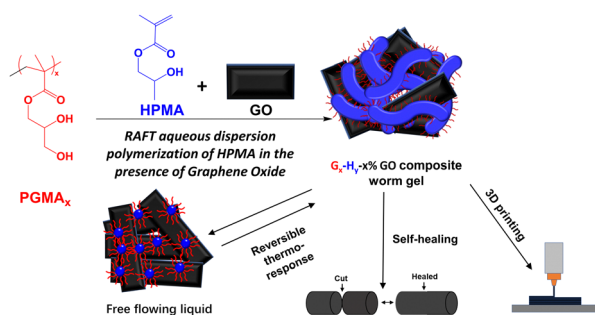 x
O
O
OH
OH
PGMAx
O
O
OH
HPMA
+
GO
RAFT aqueous dispersion
polymerization of HPMA in the
presence of Graphene Oxide
Gx-Hy-x% GO composite
worm gel
Reversible
thermo-
response
Free flowing liquid
Self-healing
Cut
Healed
3D printing